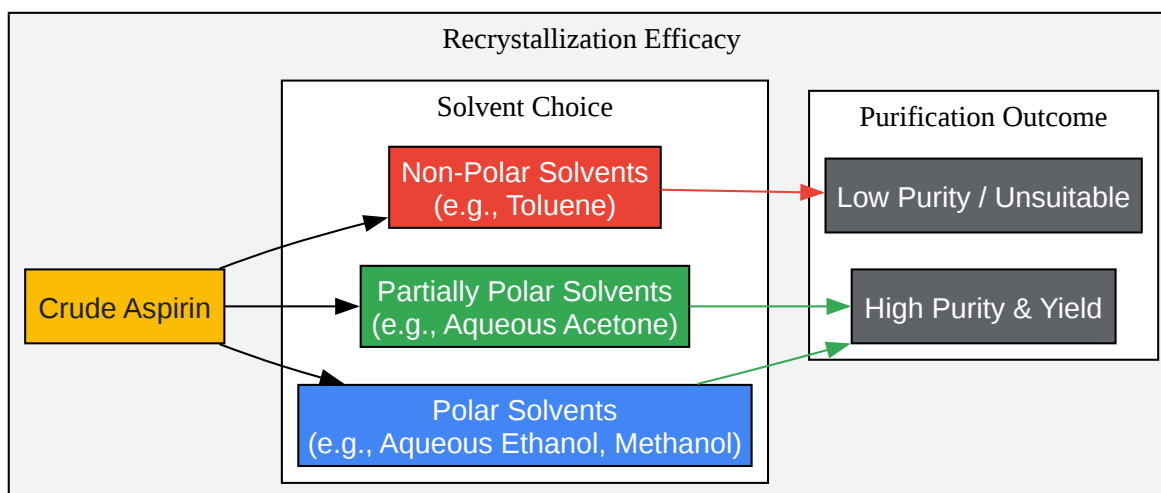 Recrystallization Efficacy
Solvent Choice
Purification Outcome
Non-Polar Solvents
(e.g., Toluene)
Low Purity / Unsuitable
Crude Aspirin
Partially Polar Solvents
(e.g., Aqueous Acetone)
High Purity & Yield
Polar Solvents
(e.g., Aqueous Ethanol, Methanol)